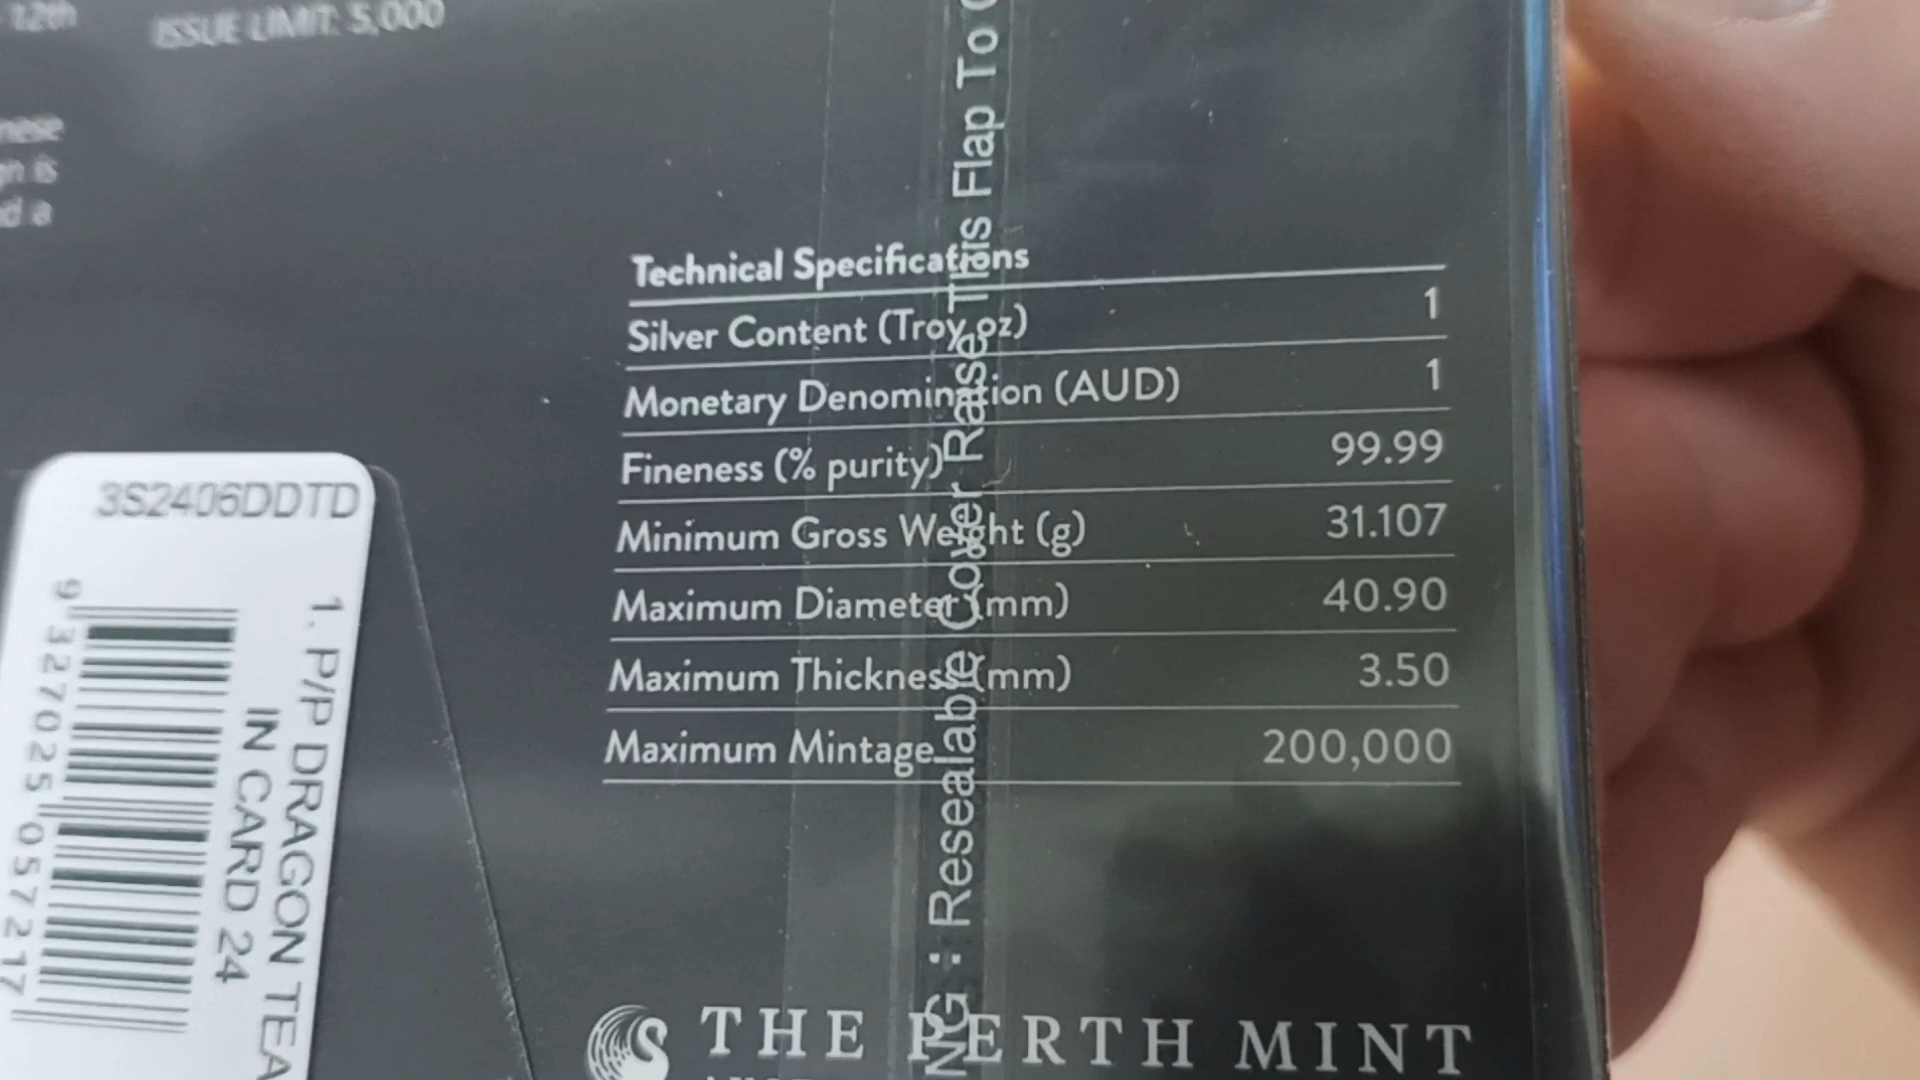 12th
ISSUE LIMIT: 5,000
is
d a
Technical Specifications
Silver Content (Troy oz) 1
Monetary Denomination (AUD) 1
Fineness (% purity) 99.99
Minimum Gross Weight (g) 31.107
Maximum Diameter (mm) 40.90
Maximum Thickness (mm) 3.50
Maximum Mintage 200,000
THE PERTH MINT
NG : Resealable Cover Raise This Flap To
3S2406DDTD
1. P/P DRAGON TEA
IN CARD 24
9 327025 057217